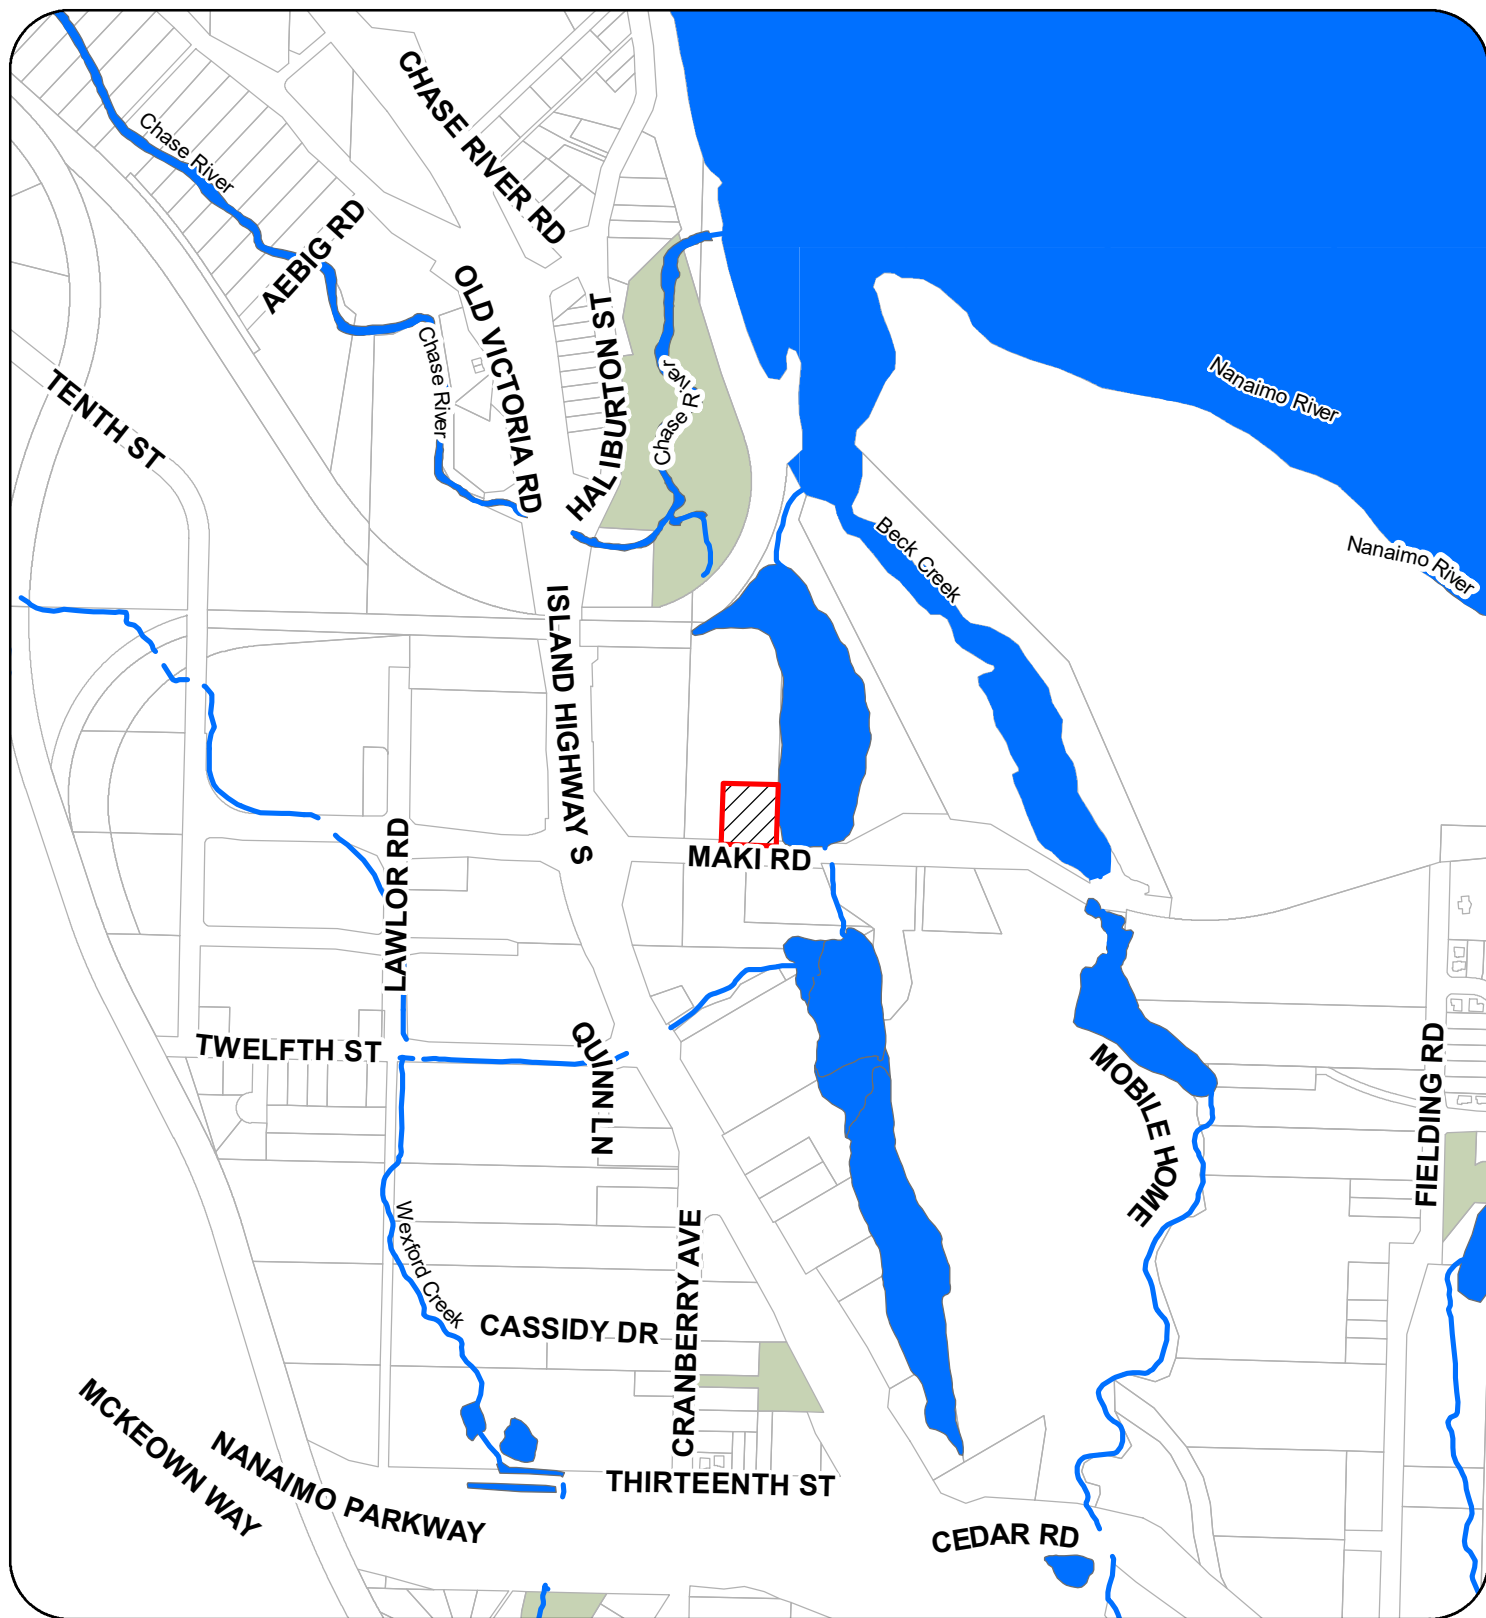 CHASE RIVER RD
Chase River
AEBIG RD
OLD VICTORIA RD
HALIBURTON ST
Chase River
Chase River
Nanaimo River
TENTH ST
Beck Creek
Nanaimo River
ISLAND HIGHWAY S
MAKI RD
LAWLOR RD
TWELFTH ST
QUINN LN
MOBILE HOME
FIELDING RD
Wexford Creek
CASSIDY DR
CRANBERRY AVE
MCKEOWN WAY
NANAIMO PARKWAY
THIRTEENTH ST
CEDAR RD